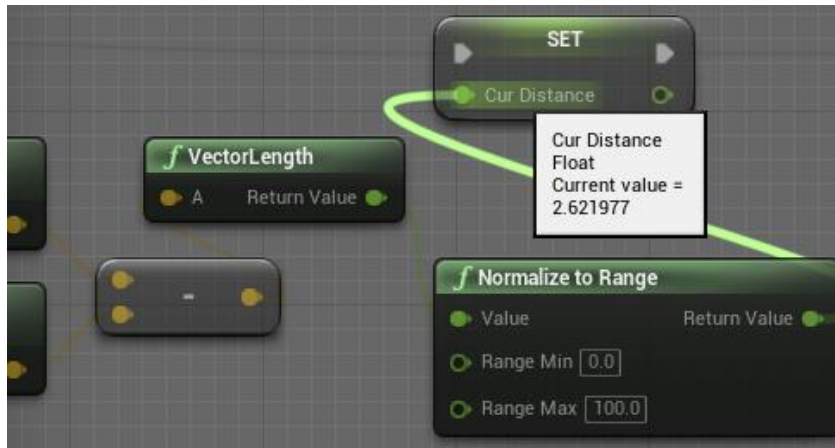 SET
Cur Distance
Cur Distance
Float
Current value =
2.621977
f VectorLength
A Return Value
-
f Normalize to Range
Value Return Value
Range Min 0.0
Range Max 100.0